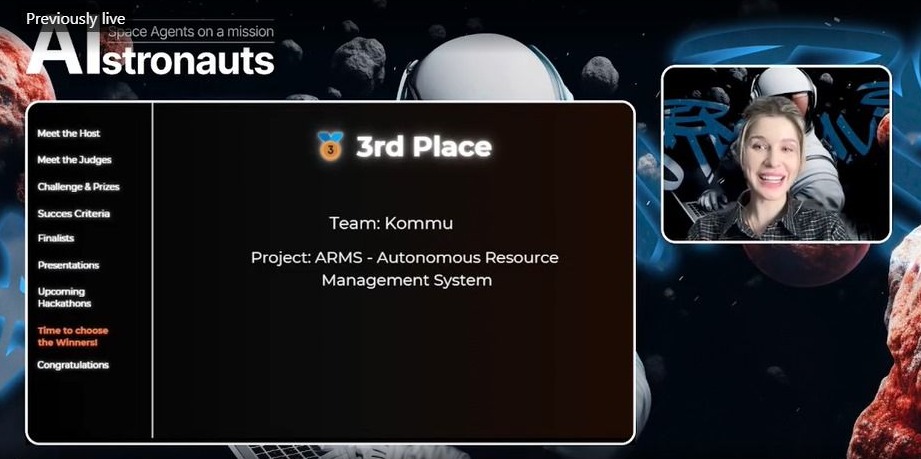 Previously live
Space Agents on a mission
AIstronauts
Meet the Host
Meet the Judges
Challenge & Prizes
Succes Criteria
Finalists
Presentations
Upcoming
Hackathons
Time to choose
the Winners!
Congratulations
3 3rd Place
Team: Kommu
Project: ARMS - Autonomous Resource
Management System